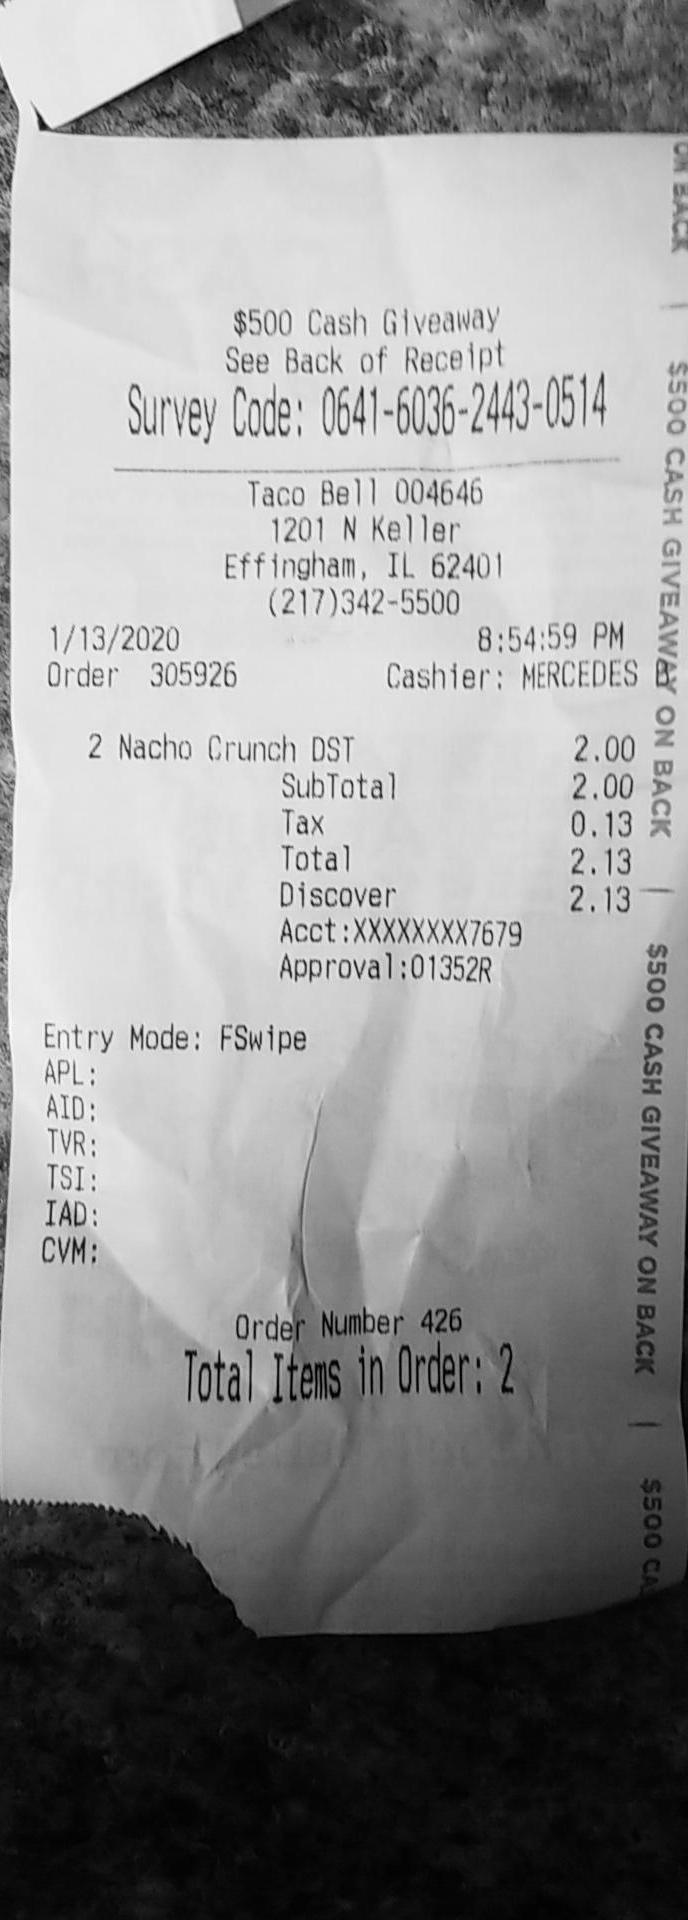 $500 Cash Giveaway
See Back of Receipt
Survey Code: 0641-6036-2443-0514
Taco Bell 004646
1201 N Keller
Effingham, IL 62401
(217)342-5500
1/13/2020 8:54:59 PM
Order 305926 Cashier: MERCEDES
2 Nacho Crunch DST 2.00
SubTotal 2.00
Tax 0.13
Total 2.13
Discover 2.13
Acct:XXXXXXXX7679
Approval:01352R
Entry Mode: FSwipe
APL:
AID:
TVR:
TSI:
IAD:
CVM:
Order Number 426
Total Items in Order: 2
ON BACK | $500 CASH GIVEAWAY ON BACK | $500 CASH GIVEAWAY ON BACK | $500 CA